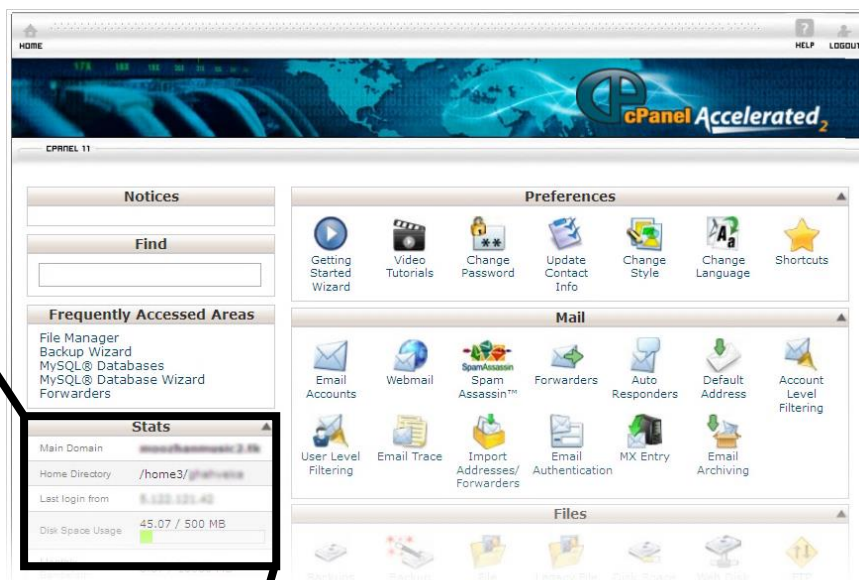 HOME
HELP
LOGOUT
cPanel Accelerated2
CPANEL 11
Notices
Find
Frequently Accessed Areas
File Manager
Backup Wizard
MySQL® Databases
MySQL® Database Wizard
Forwarders
Stats
Main Domain
Home Directory /home3/
Last login from
Disk Space Usage 45.07 / 500 MB
Preferences
Getting Started Wizard
Video Tutorials
Change Password
Update Contact Info
Change Style
Change Language
Shortcuts
Mail
Email Accounts
Webmail
SpamAssassin
Spam Assassin™
Forwarders
Auto Responders
Default Address
Account Level Filtering
User Level Filtering
Email Trace
Import Addresses/ Forwarders
Email Authentication
MX Entry
Email Archiving
Files